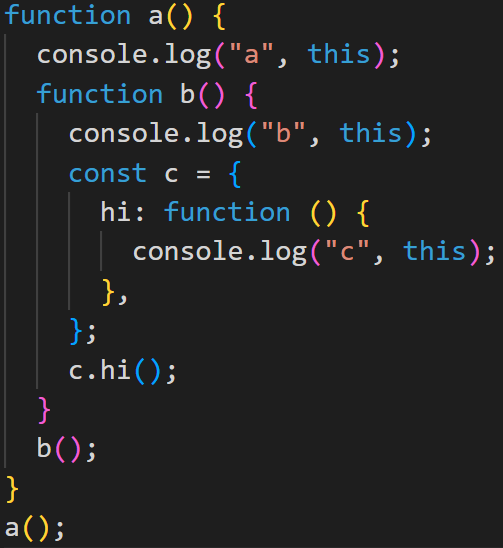 function a() {
  console.log("a", this);
  function b() {
    console.log("b", this);
    const c = {
      hi: function () {
        console.log("c", this);
      },
    };
    c.hi();
  }
  b();
}
a();